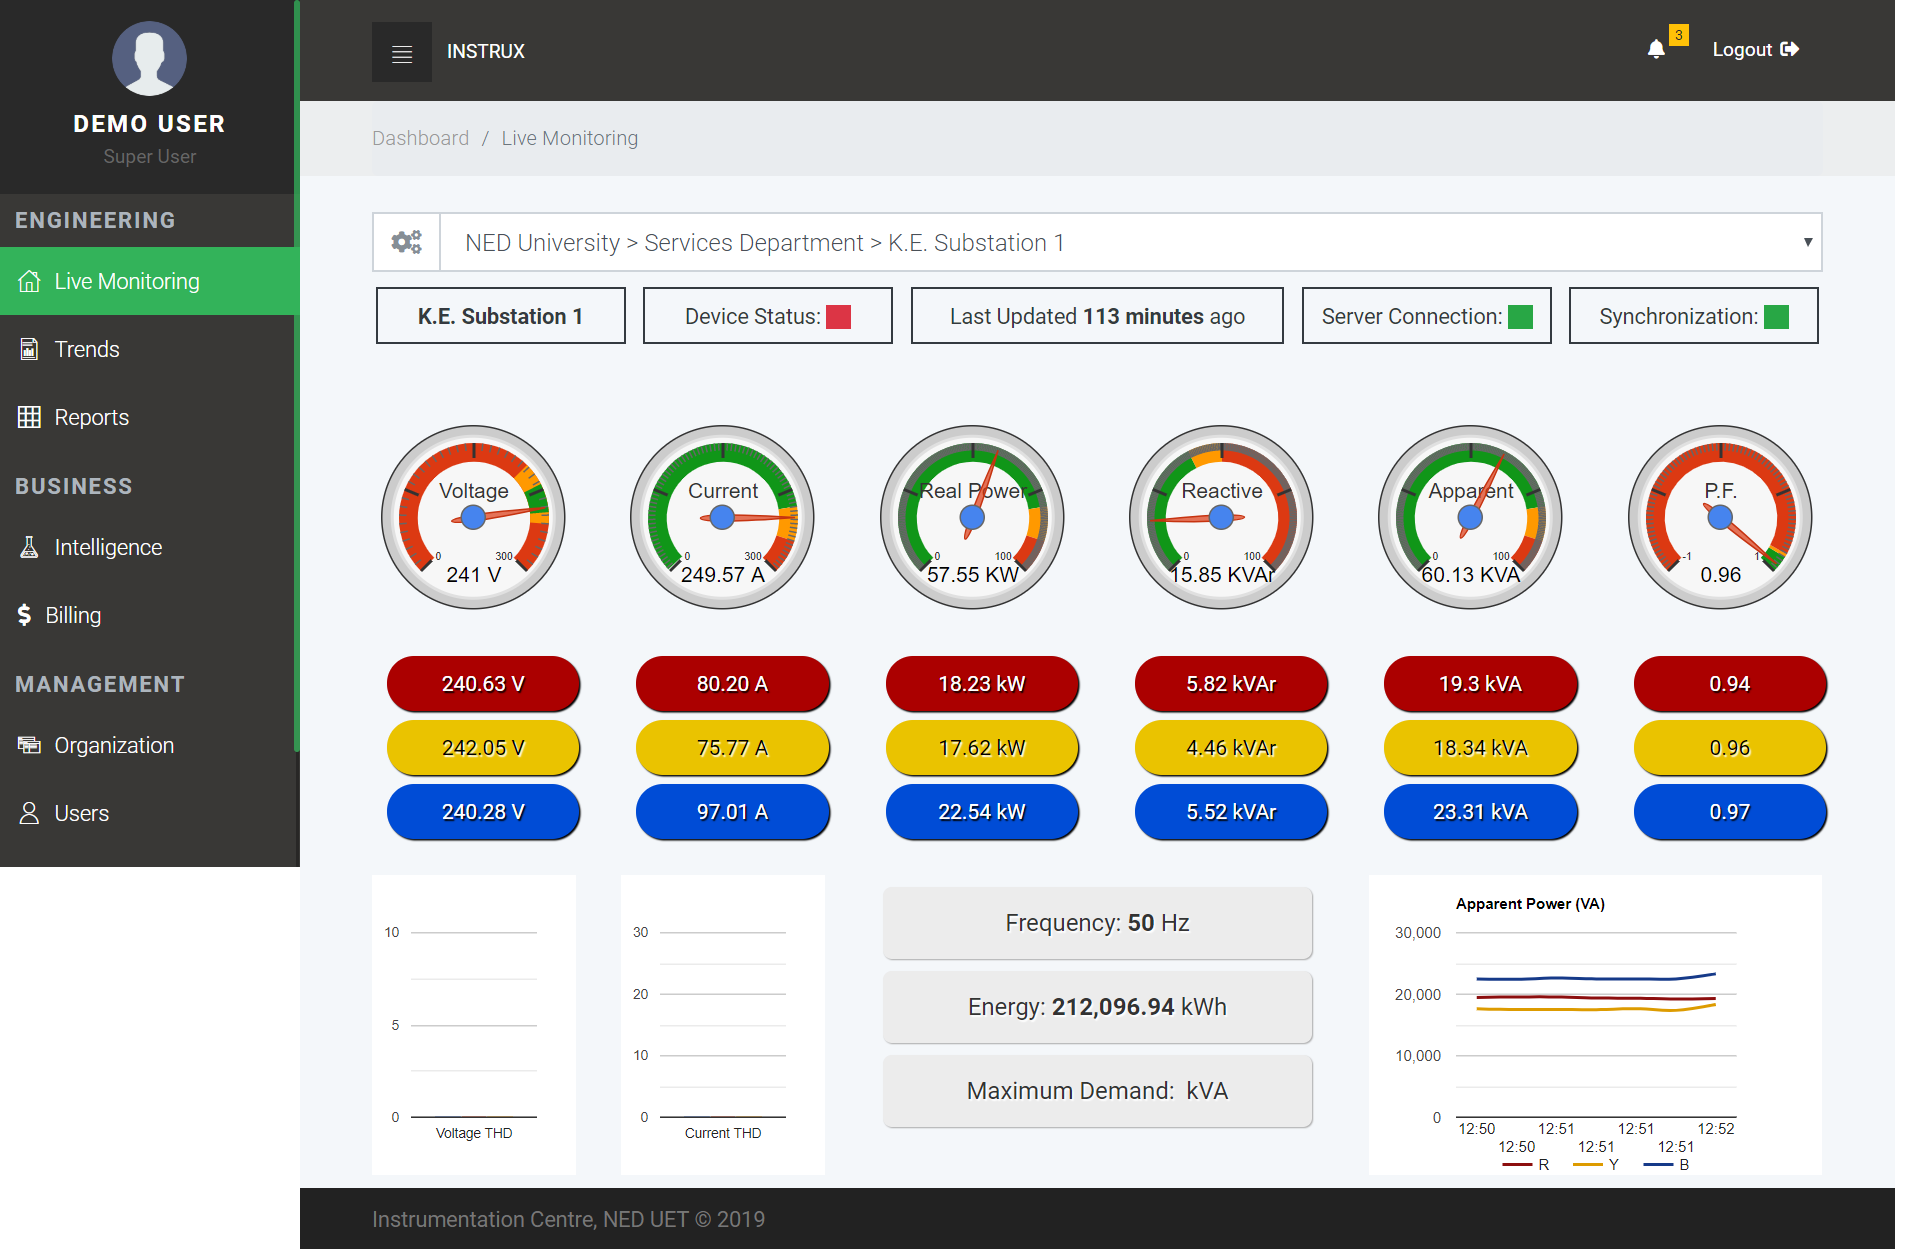 DEMO USER
Super User
ENGINEERING
Live Monitoring
Trends
Reports
BUSINESS
Intelligence
$ Billing
MANAGEMENT
Organization
Users
INSTRUX
3
Logout
Dashboard / Live Monitoring
NED University > Services Department > K.E. Substation 1
K.E. Substation 1
Device Status:
Last Updated 113 minutes ago
Server Connection:
Synchronization:
Voltage
0 300
241 V
Current
0 300
249.57 A
Real Power
0 100
57.55 KW
Reactive
0 100
15.85 KVAr
Apparent
0 100
60.13 KVA
P.F.
-1 1
0.96
240.63 V 80.20 A 18.23 kW 5.82 kVAr 19.3 kVA 0.94
242.05 V 75.77 A 17.62 kW 4.46 kVAr 18.34 kVA 0.96
240.28 V 97.01 A 22.54 kW 5.52 kVAr 23.31 kVA 0.97
10
5
0
Voltage THD
30
20
10
0
Current THD
Frequency: 50 Hz
Energy: 212,096.94 kWh
Maximum Demand: kVA
Apparent Power (VA)
30,000
20,000
10,000
0
12:50 12:51 12:51 12:52
12:50 12:51 12:51
R Y B
Instrumentation Centre, NED UET © 2019